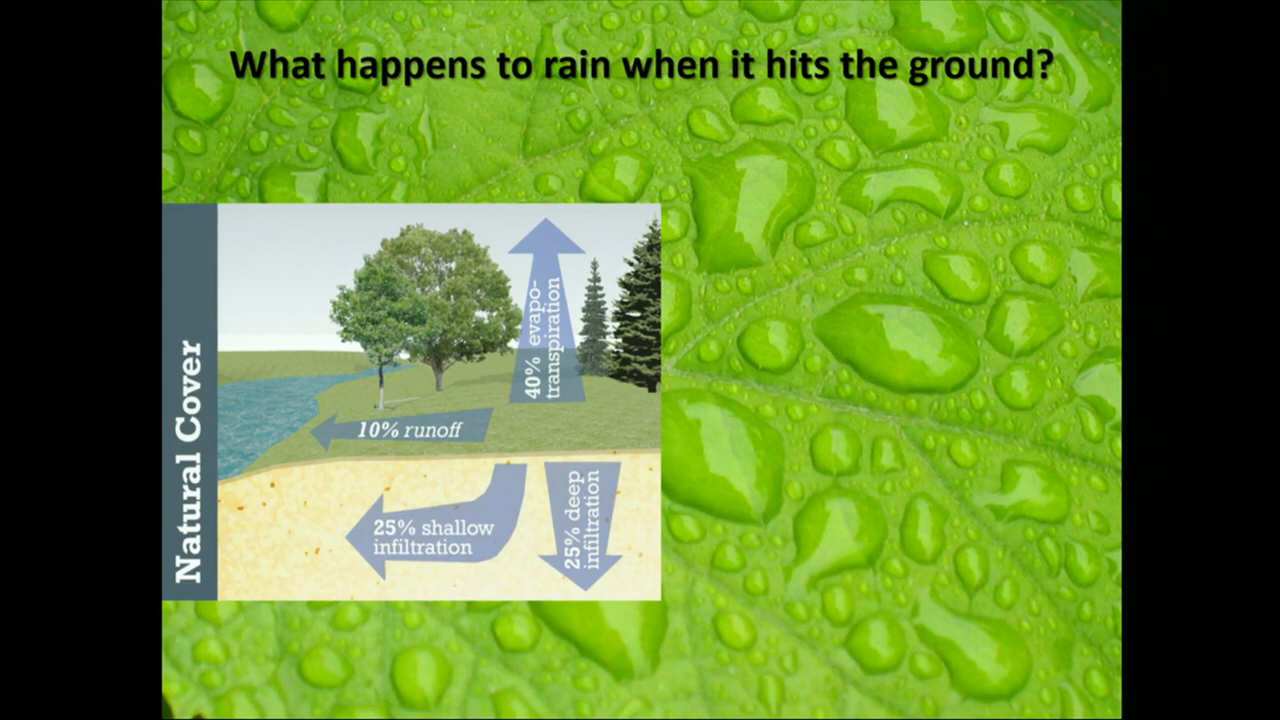 What happens to rain when it hits the ground?
Natural Cover
40% evapo-
transpiration
10% runoff
25% shallow
infiltration
25% deep
infiltration